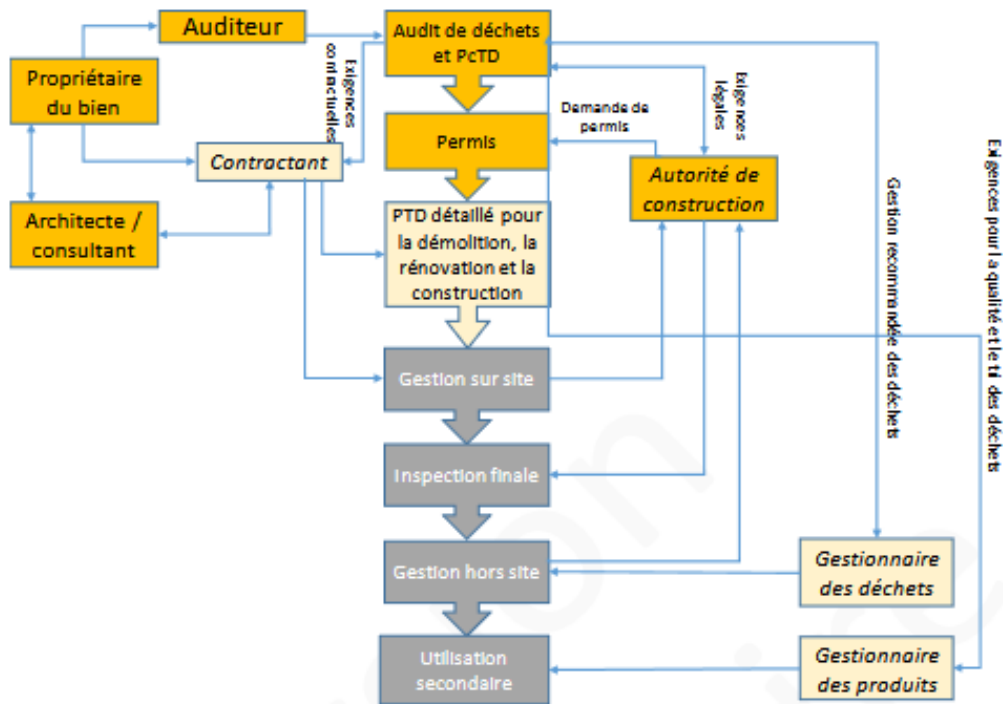 Auditeur
Audit de déchets
et PcTD
Propriétaire
du bien
Exigences
contractuelles
Exigences
légales
Demande de
permis
Permis
Contractant
Autorité de
construction
Architecte /
consultant
PTD détaillé pour
la démolition, la
rénovation et la
construction
Gestion recommandée des déchets
Exigences pour la qualité et le tri des déchets
Gestion sur site
Inspection finale
Gestion hors site
Gestionnaire
des déchets
Utilisation
secondaire
Gestionnaire
des produits